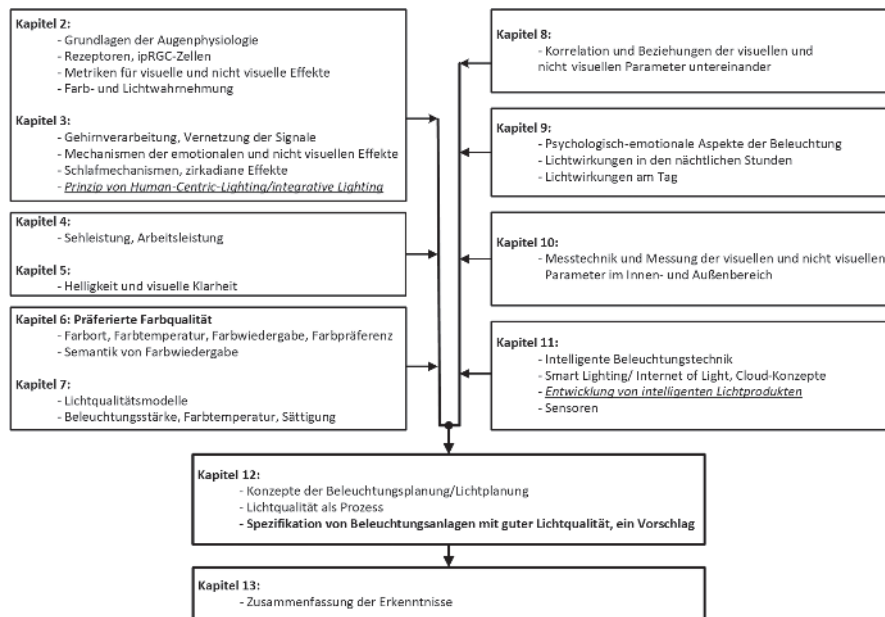 Kapitel 2:
- Grundlagen der Augenphysiologie
- Rezeptoren, ipRGC-Zellen
- Metriken für visuelle und nicht visuelle Effekte
- Farb- und Lichtwahrnehmung
Kapitel 3:
- Gehirnverarbeitung, Vernetzung der Signale
- Mechanismen der emotionalen und nicht visuellen Effekte
- Schlafmechanismen, zirkadiane Effekte
- Prinzip von Human-Centric-Lighting/integrative Lighting
Kapitel 4:
- Sehleistung, Arbeitsleistung
Kapitel 5:
- Helligkeit und visuelle Klarheit
Kapitel 6: Präferierte Farbqualität
- Farbort, Farbtemperatur, Farbwiedergabe, Farbpräferenz
- Semantik von Farbwiedergabe
Kapitel 7:
- Lichtqualitätsmodelle
- Beleuchtungsstärke, Farbtemperatur, Sättigung
Kapitel 8:
- Korrelation und Beziehungen der visuellen und
nicht visuellen Parameter untereinander
Kapitel 9:
- Psychologisch-emotionale Aspekte der Beleuchtung
- Lichtwirkungen in den nächtlichen Stunden
- Lichtwirkungen am Tag
Kapitel 10:
- Messtechnik und Messung der visuellen und nicht visuellen
Parameter im Innen- und Außenbereich
Kapitel 11:
- Intelligente Beleuchtungstechnik
- Smart Lighting/ Internet of Light, Cloud-Konzepte
- Entwicklung von intelligenten Lichtprodukten
- Sensoren
Kapitel 12:
- Konzepte der Beleuchtungsplanung/Lichtplanung
- Lichtqualität als Prozess
- Spezifikation von Beleuchtungsanlagen mit guter Lichtqualität, ein Vorschlag
Kapitel 13:
- Zusammenfassung der Erkenntnisse